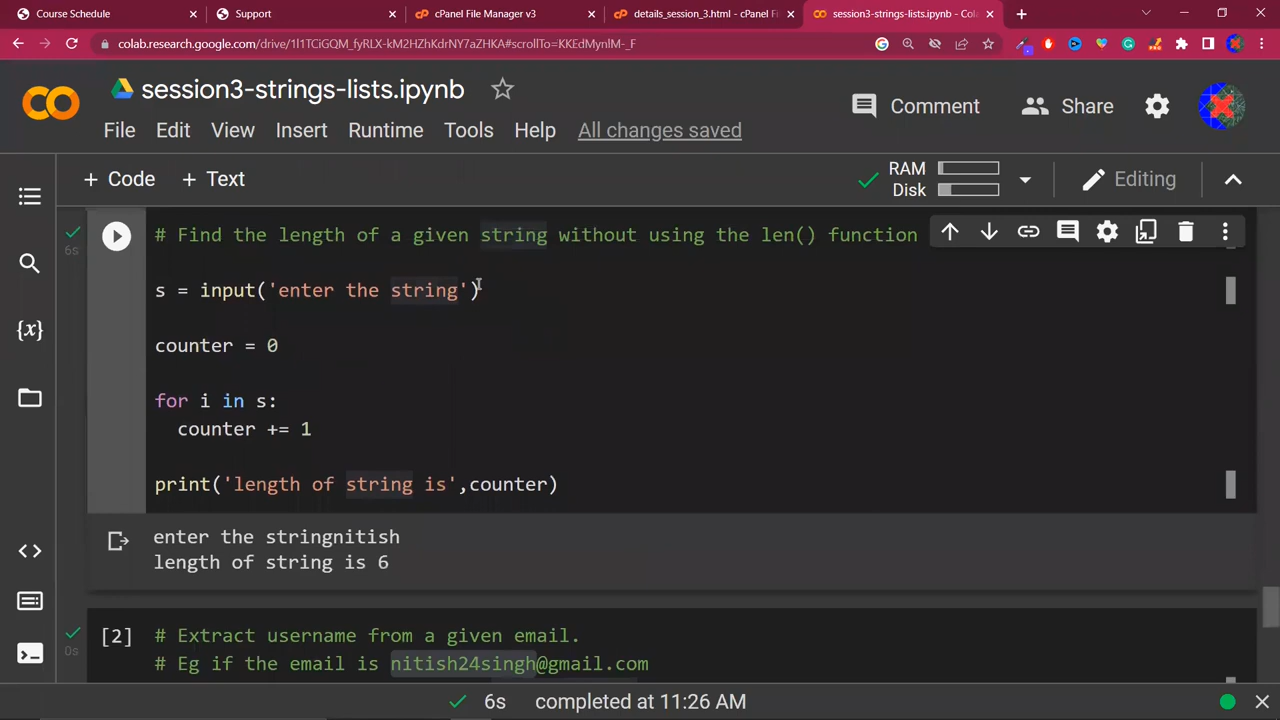 Course Schedule
Support
cPanel File Manager v3
details_session_3.html - cPanel F
session3-strings-lists.ipynb - Cola
colab.research.google.com/drive/1l1TCiGQM_fyRLX-kM2HZhKdrNY7aZHKA#scrollTo=KKEdMynlM-_F
session3-strings-lists.ipynb
Comment
Share
File Edit View Insert Runtime Tools Help All changes saved
+ Code + Text
RAM
Disk
Editing
6s
# Find the length of a given string without using the len() function
s = input('enter the string')
counter = 0
for i in s:
counter += 1
print('length of string is',counter)
enter the stringnitish
length of string is 6
{x}
[2]
0s
# Extract username from a given email.
# Eg if the email is nitish24singh@gmail.com
6s completed at 11:26 AM